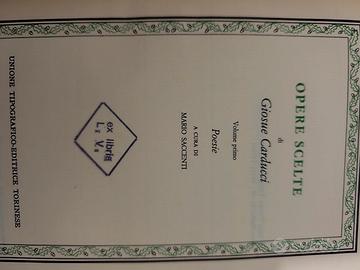 OPERE SCELTE
di
Giosue Carducci
Volume primo
Poesie
A CURA DI
MARIO SACCENTI
ex libris
UNIONE TIPOGRAFICO-EDITRICE TORINESE